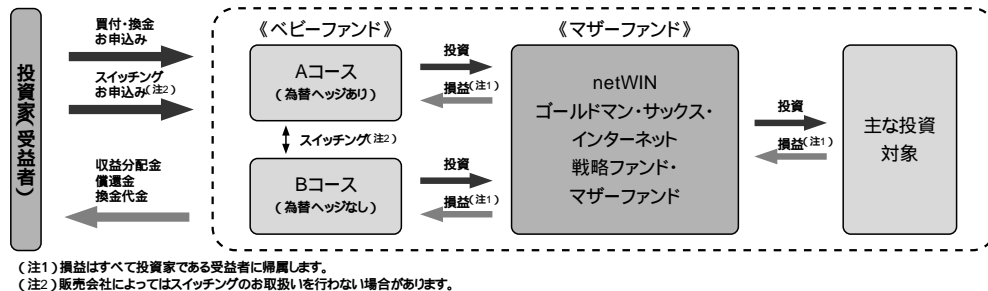 買付・換金
お申込み
スイッチング
お申込み(注2)
収益分配金
償還金
換金代金
投資家(受益者)
《ベビーファンド》
Aコース
(為替ヘッジあり)
スイッチング(注2)
Bコース
(為替ヘッジなし)
投資
損益(注1)
投資
損益(注1)
《マザーファンド》
netWIN
ゴールドマン・サックス・
インターネット
戦略ファンド・
マザーファンド
投資
損益(注1)
主な投資
対象
(注1)損益はすべて投資家である受益者に帰属します。
(注2)販売会社によってはスイッチングのお取扱いを行わない場合があります。